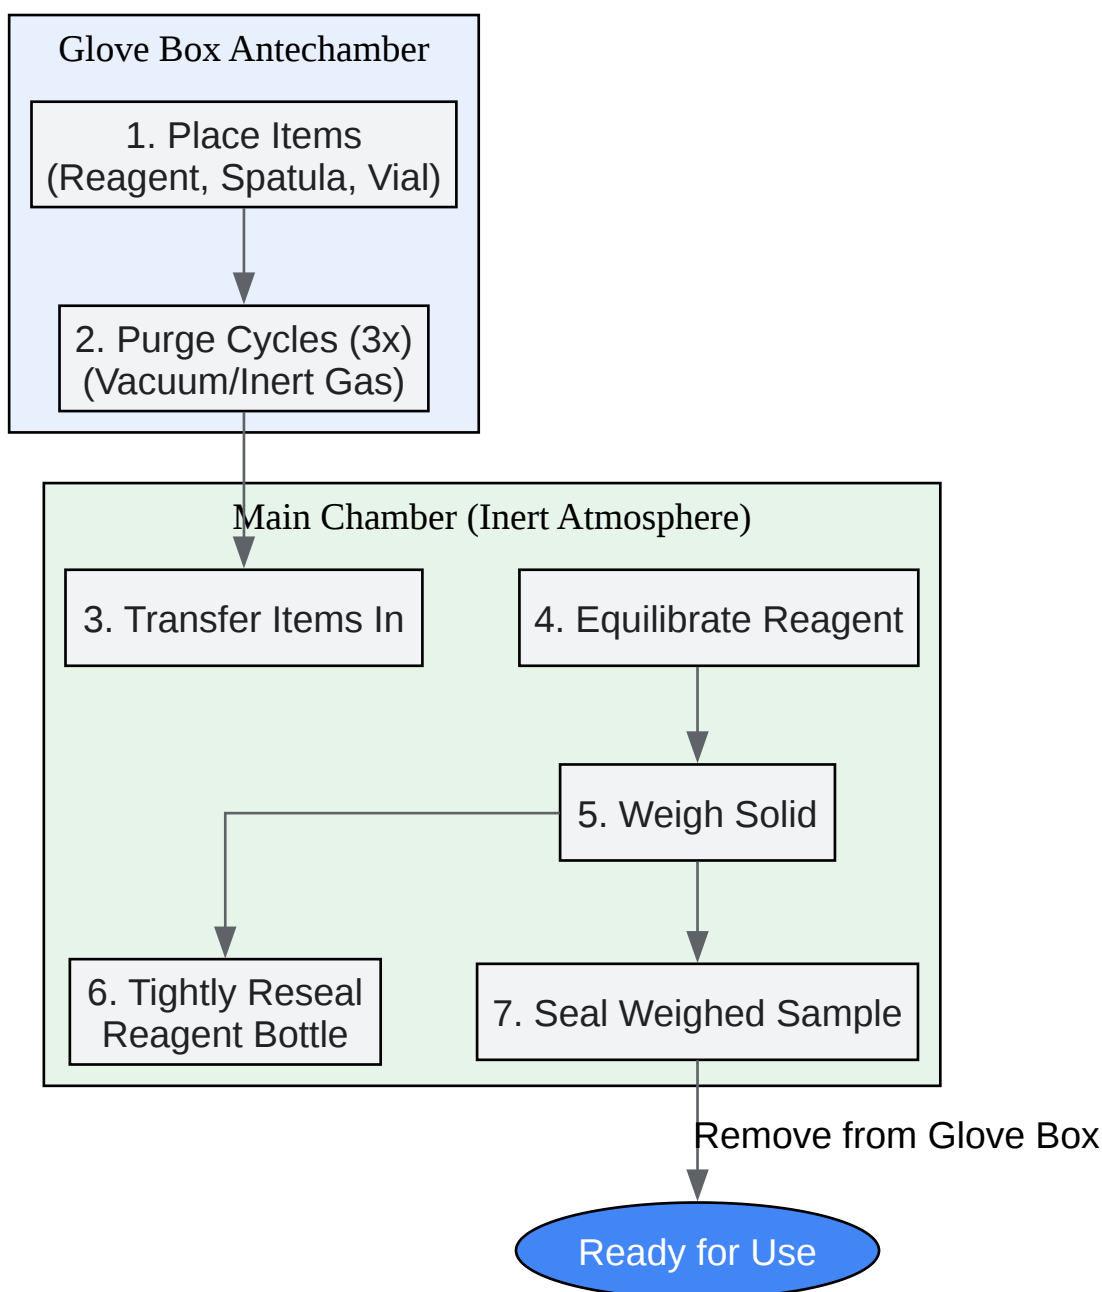 Glove Box Antechamber
1. Place Items
(Reagent, Spatula, Vial)
2. Purge Cycles (3x)
(Vacuum/Inert Gas)
Main Chamber (Inert Atmosphere)
3. Transfer Items In
4. Equilibrate Reagent
5. Weigh Solid
6. Tightly Reseal
Reagent Bottle
7. Seal Weighed Sample
Remove from Glove Box
Ready for Use